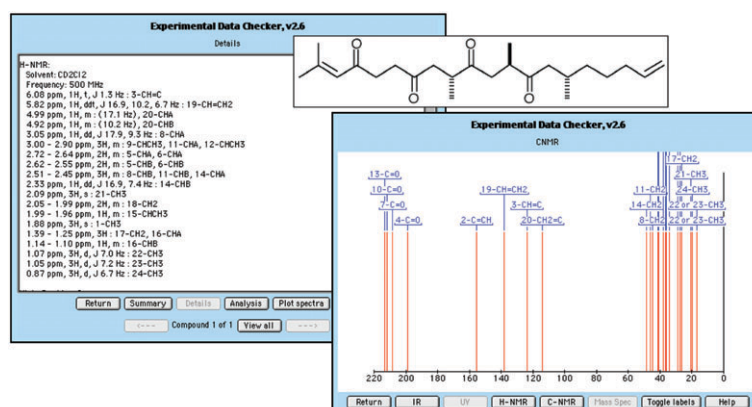 Experimental Data Checker, v2.6
Details
H-NMR:
Solvent: CD2Cl2
Frequency: 500 MHz
6.08 ppm, 1H, t, J 1.3 Hz : 3-CH=C
5.82 ppm, 1H, ddt, J 16.9, 10.2, 6.7 Hz : 19-CH=CH2
4.99 ppm, 1H, m : (17.1 Hz), 20-CHA
4.92 ppm, 1H, m : (10.2 Hz), 20-CHB
3.05 ppm, 1H, dd, J 17.9, 9.3 Hz : 8-CHA
3.00 - 2.90 ppm, 3H, m : 9-CHCH3, 11-CHA, 12-CHCH3
2.72 - 2.64 ppm, 2H, m : 5-CHA, 6-CHA
2.62 - 2.55 ppm, 2H, m : 5-CHB, 6-CHB
2.51 - 2.45 ppm, 3H, m : 8-CHB, 11-CHB, 14-CHA
2.33 ppm, 1H, dd, J 16.9, 7.4 Hz : 14-CHB
2.09 ppm, 3H, s : 21-CH3
2.05 - 1.99 ppm, 2H, m : 18-CH2
1.99 - 1.96 ppm, 1H, m : 15-CHCH3
1.88 ppm, 3H, s : 1-CH3
1.39 - 1.25 ppm, 3H : 17-CH2, 16-CHA
1.14 - 1.10 ppm, 1H, m : 16-CHB
1.07 ppm, 3H, d, J 7.0 Hz : 22-CH3
1.05 ppm, 3H, d, J 7.2 Hz : 23-CH3
0.87 ppm, 3H, d, J 6.7 Hz : 24-CH3
Return Summary Details Analysis Plot spectra
<--- Compound 1 of 1 View all --->
O O O O
Experimental Data Checker, v2.6
CNMR
17-CH2
13-C=O 21-CH3
10-C=O 19-CH=CH2 11-CH2 24-CH3
7-C=O 3-CH=C 14-CH2 22 or 23-CH3
4-C=O 2-C=CH 20-CH2=C 8-CH2 22 or 23-CH3
220 200 180 160 140 120 100 80 60 40 20 0
Return IR UV H-NMR C-NMR Mass Spec Toggle labels Help